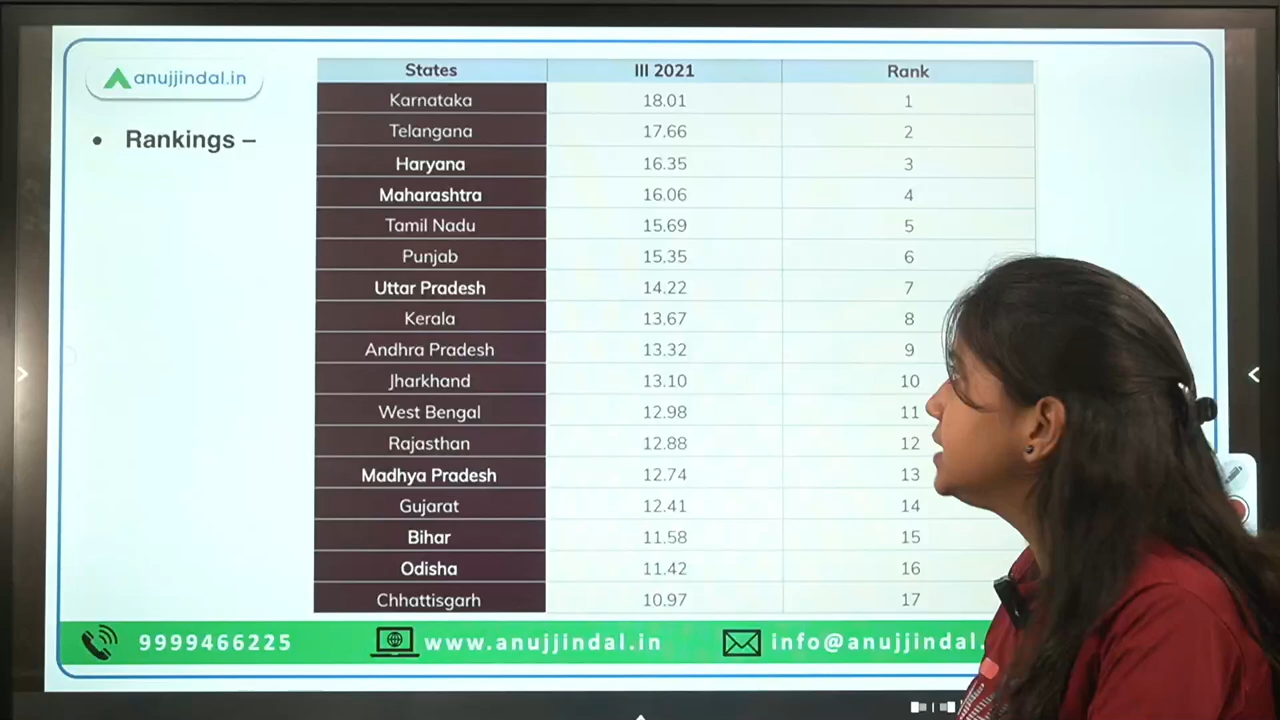 anujjindal.in
• Rankings –
States III 2021 Rank
Karnataka 18.01 1
Telangana 17.66 2
Haryana 16.35 3
Maharashtra 16.06 4
Tamil Nadu 15.69 5
Punjab 15.35 6
Uttar Pradesh 14.22 7
Kerala 13.67 8
Andhra Pradesh 13.32 9
Jharkhand 13.10 10
West Bengal 12.98 11
Rajasthan 12.88 12
Madhya Pradesh 12.74 13
Gujarat 12.41 14
Bihar 11.58 15
Odisha 11.42 16
Chhattisgarh 10.97 17
9999466225 www.anujjindal.in info@anujjindal.